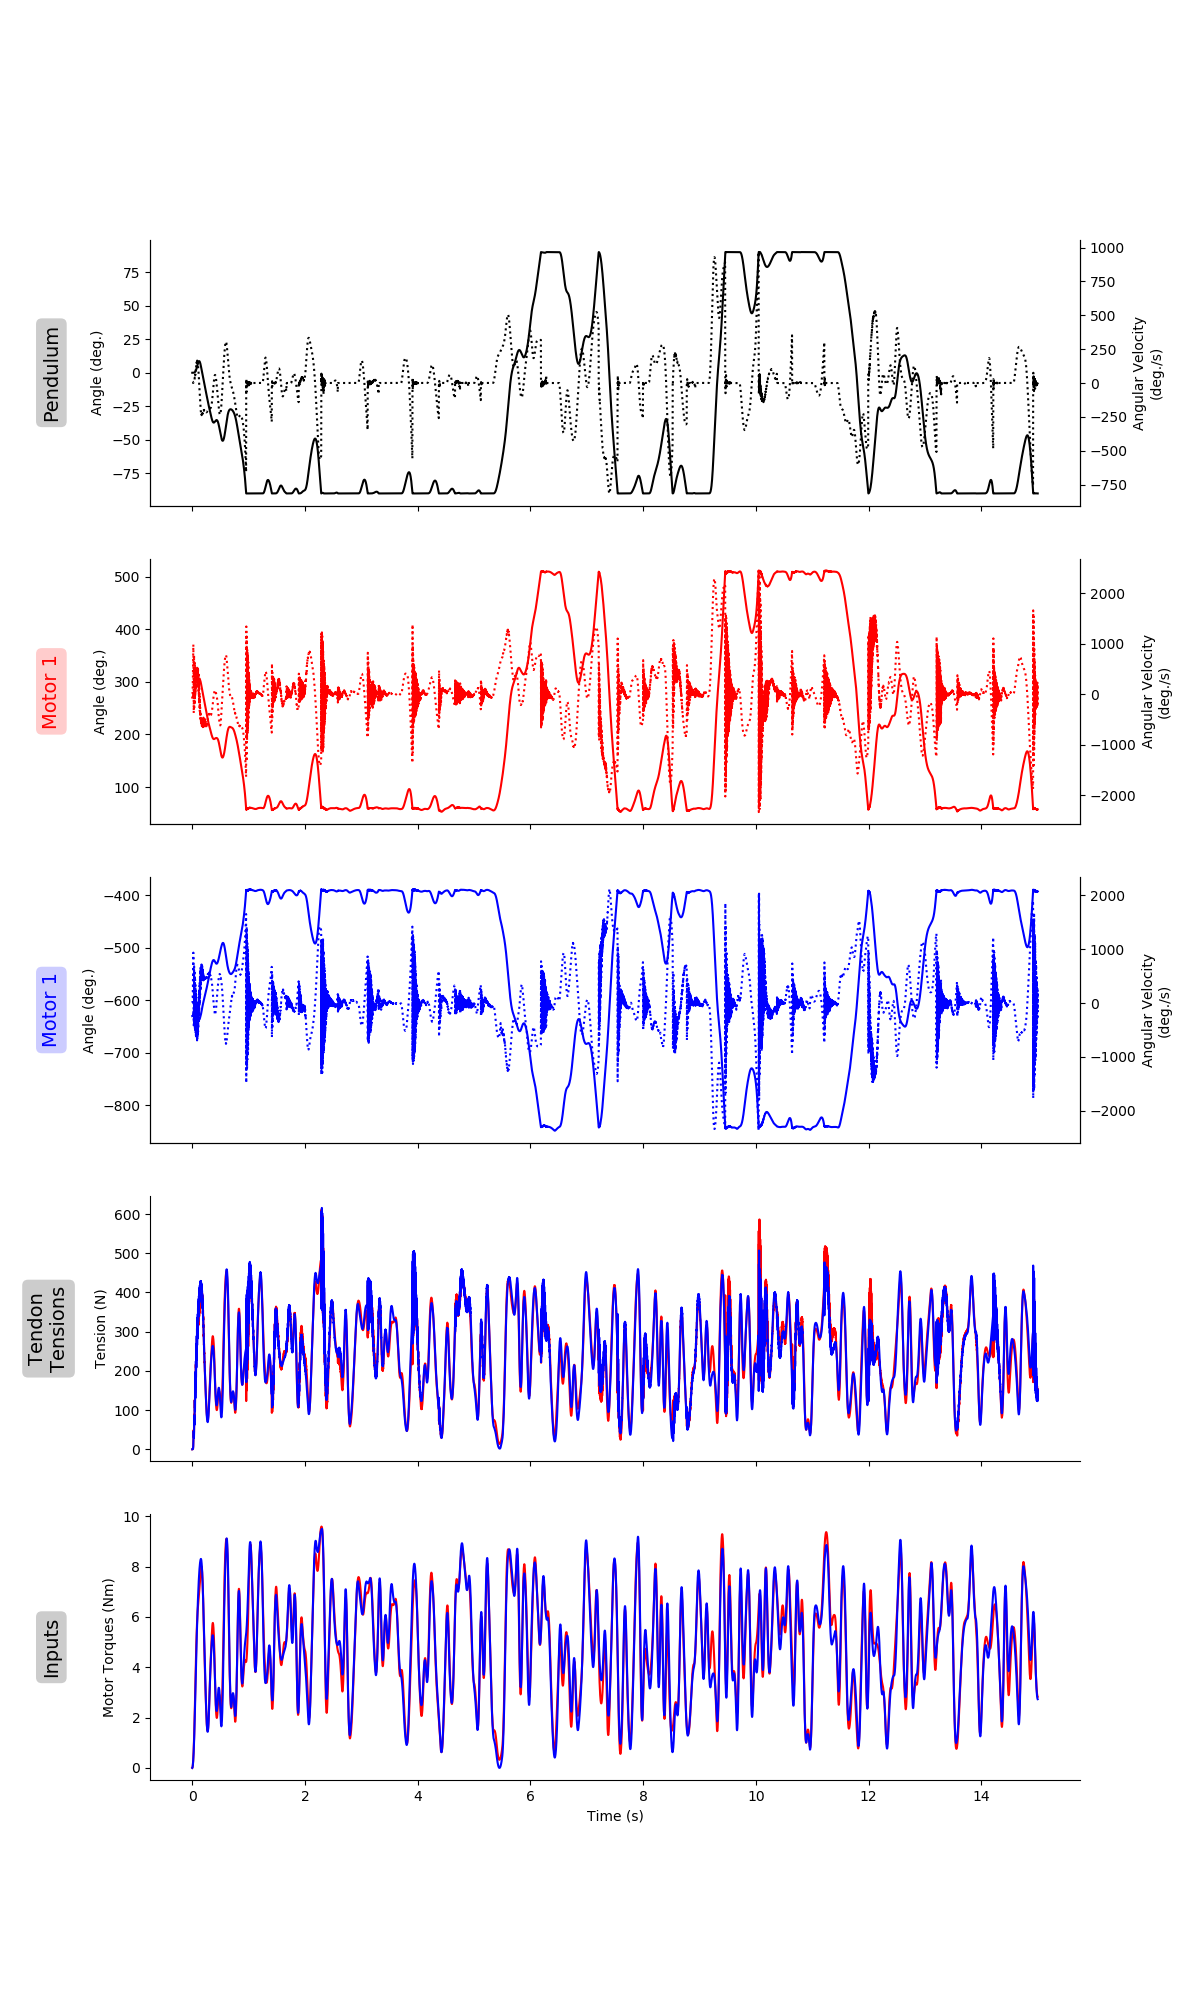 Pendulum
Angle (deg.)
75
50
25
0
−25
−50
−75
1000
750
500
250
0
−250
−500
−750
Angular Velocity
(deg./s)
Motor 1
Angle (deg.)
500
400
300
200
100
2000
1000
0
−1000
−2000
Angular Velocity
(deg./s)
Motor 1
Angle (deg.)
−400
−500
−600
−700
−800
2000
1000
0
−1000
−2000
Angular Velocity
(deg./s)
Tendon
Tensions
Tension (N)
600
500
400
300
200
100
0
Inputs
Motor Torques (Nm)
10
8
6
4
2
0
0 2 4 6 8 10 12 14
Time (s)